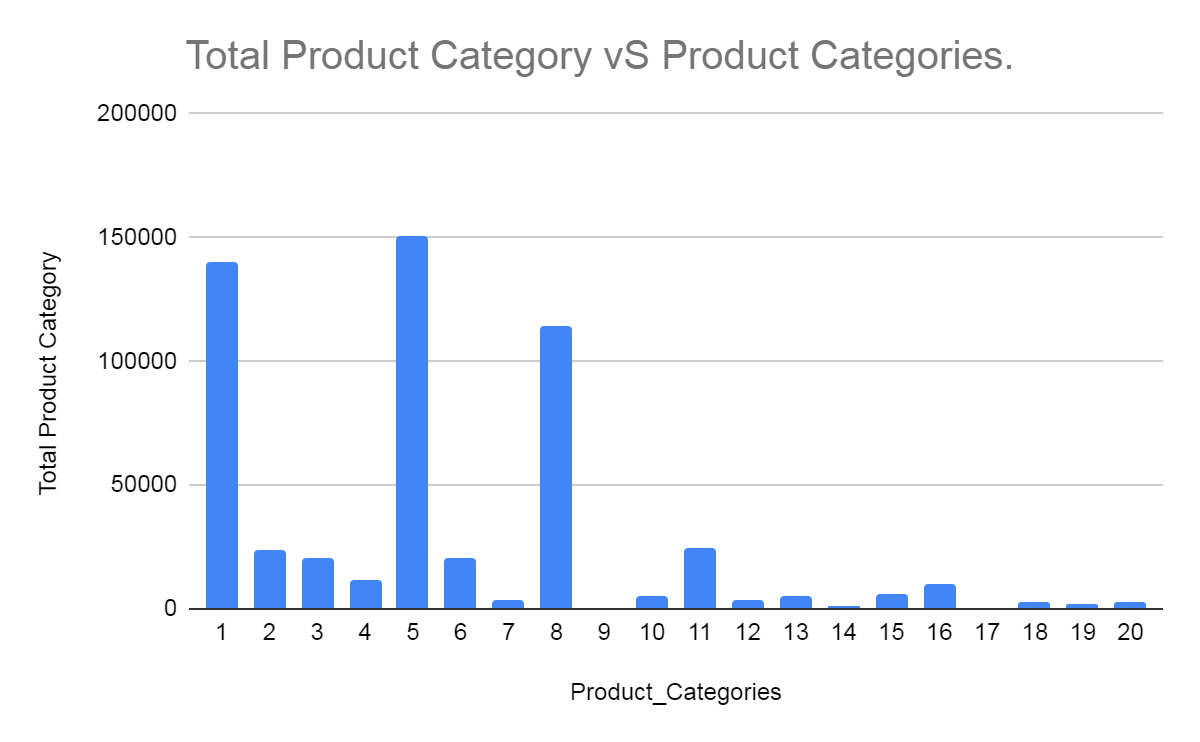 Total Product Category vS Product Categories.
200000
150000
100000
50000
0
Total Product Category
1 2 3 4 5 6 7 8 9 10 11 12 13 14 15 16 17 18 19 20
Product_Categories